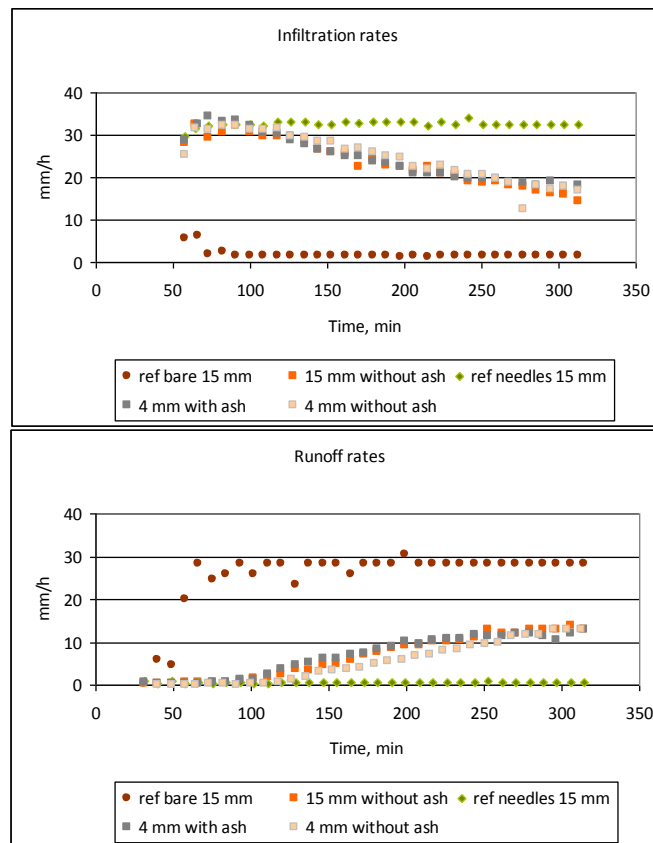 Infiltration rates
40
30
20
10
0
mm/h
0 50 100 150 200 250 300 350
Time, min
ref bare 15 mm 15 mm without ash ref needles 15 mm
4 mm with ash 4 mm without ash
Runoff rates
40
30
20
10
0
mm/h
0 50 100 150 200 250 300 350
Time, min
ref bare 15 mm 15 mm without ash ref needles 15 mm
4 mm with ash 4 mm without ash